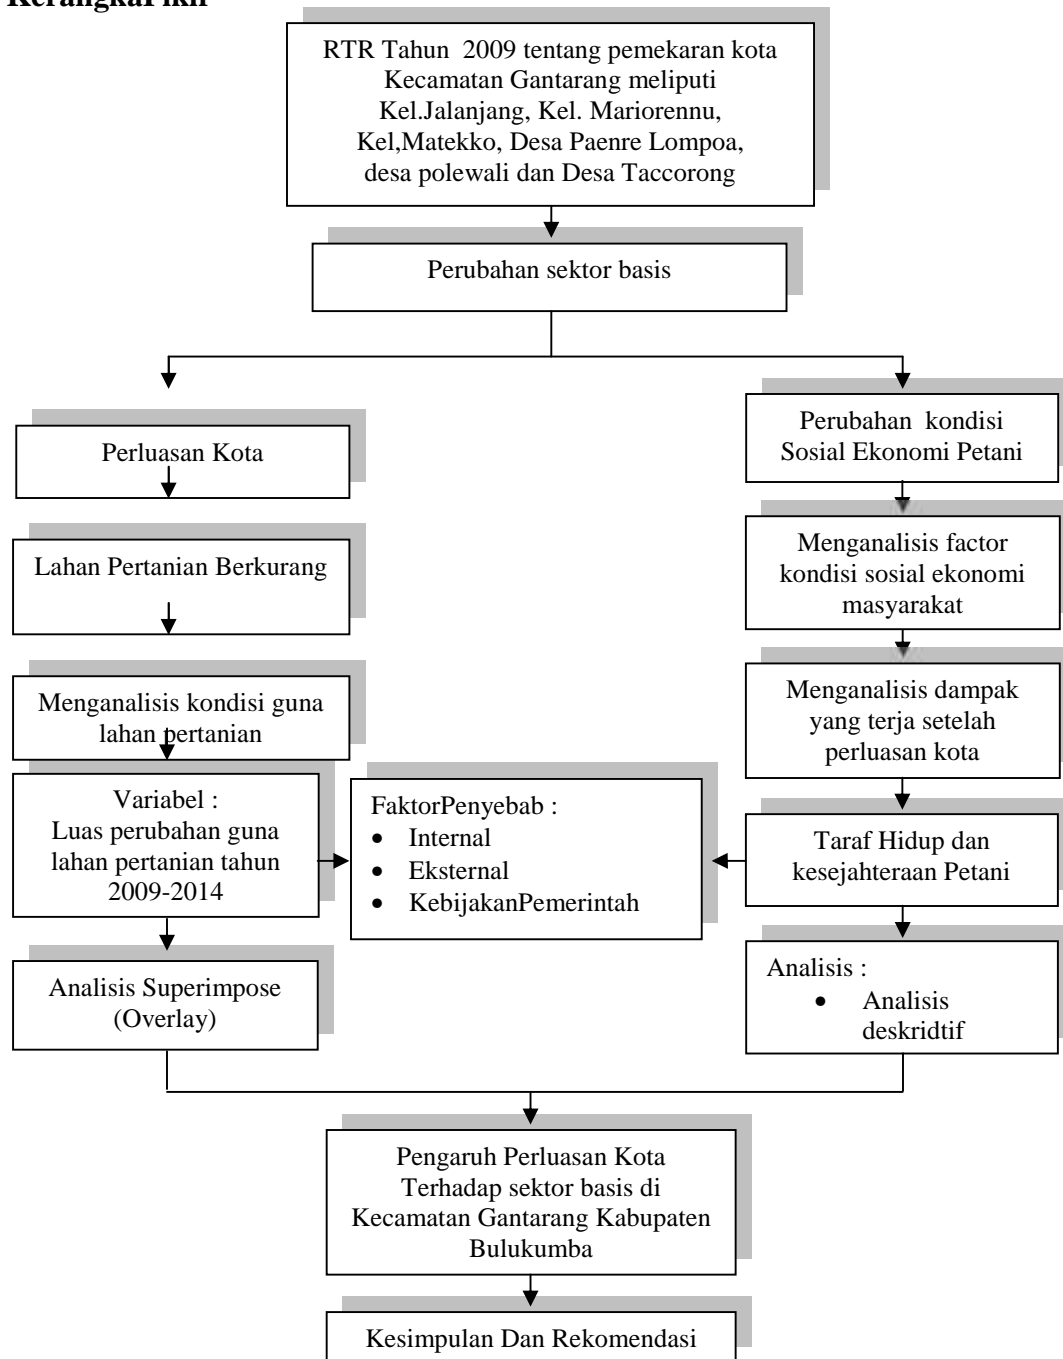 KerangkaPikir
RTR Tahun 2009 tentang pemekaran kota
Kecamatan Gantarang meliputi
Kel.Jalanjang, Kel. Mariorennu,
Kel,Matekko, Desa Paenre Lompoa,
desa polewali dan Desa Taccorong
Perubahan sektor basis
Perluasan Kota
Lahan Pertanian Berkurang
Menganalisis kondisi guna
lahan pertanian
Variabel :
Luas perubahan guna
lahan pertanian tahun
2009-2014
Analisis Superimpose
(Overlay)
FaktorPenyebab :
• Internal
• Eksternal
• KebijakanPemerintah
Perubahan kondisi
Sosial Ekonomi Petani
Menganalisis factor
kondisi sosial ekonomi
masyarakat
Menganalisis dampak
yang terja setelah
perluasan kota
Taraf Hidup dan
kesejahteraan Petani
Analisis :
• Analisis
deskridtif
Pengaruh Perluasan Kota
Terhadap sektor basis di
Kecamatan Gantarang Kabupaten
Bulukumba
Kesimpulan Dan Rekomendasi